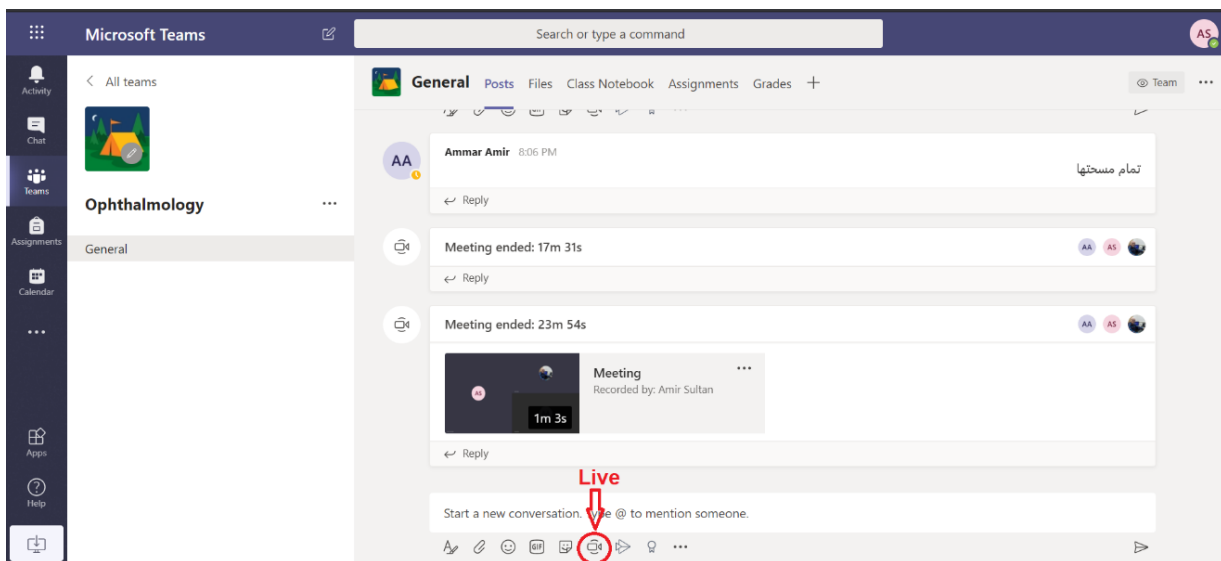 Microsoft Teams
Search or type a command
AS
Activity
Chat
Teams
Assignments
Calendar
Apps
Help
All teams
Ophthalmology
General
General Posts Files Class Notebook Assignments Grades
Team
GIF
AA
Ammar Amir 8:06 PM
تمام مسحتها
Reply
Meeting ended: 17m 31s
AA AS
Reply
Meeting ended: 23m 54s
AA AS
AS
1m 3s
Meeting
Recorded by: Amir Sultan
Reply
Live
Start a new conversation. Type @ to mention someone.
GIF